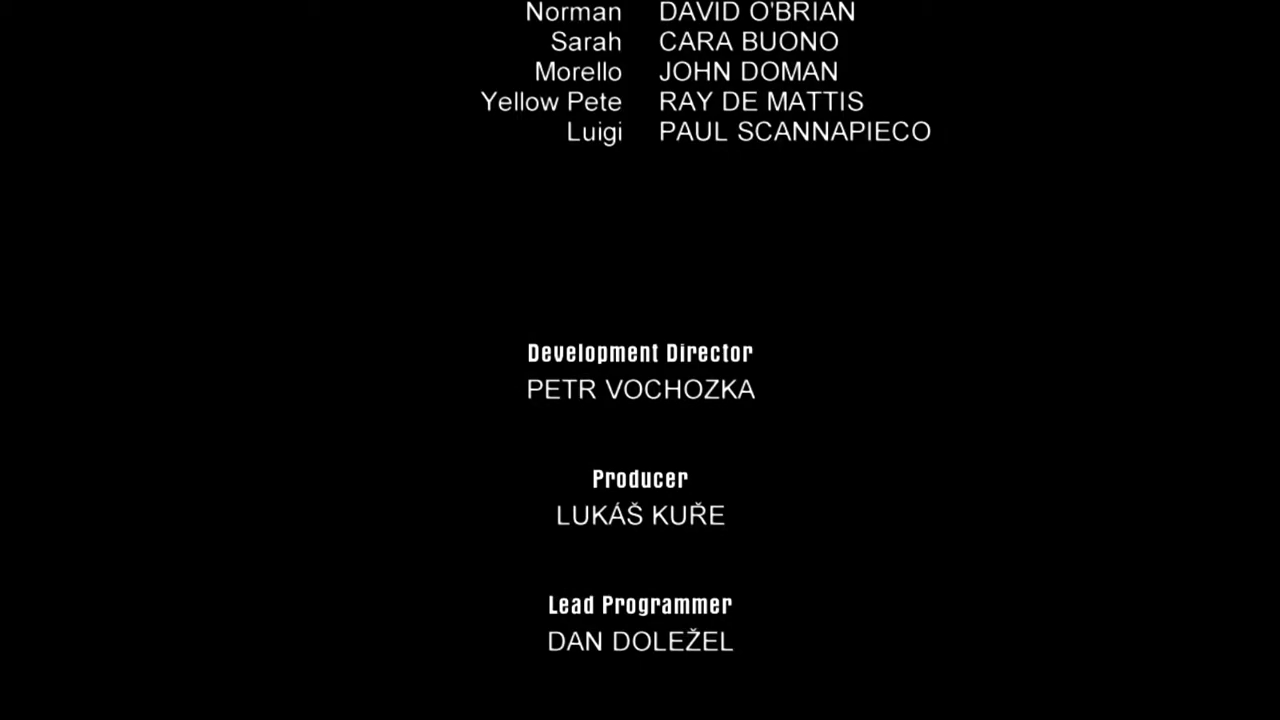 Norman DAVID O'BRIAN
Sarah CARA BUONO
Morello JOHN DOMAN
Yellow Pete RAY DE MATTIS
Luigi PAUL SCANNAPIECO
Development Director
PETR VOCHOZKA
Producer
LUKÁŠ KUŘE
Lead Programmer
DAN DOLEŽEL